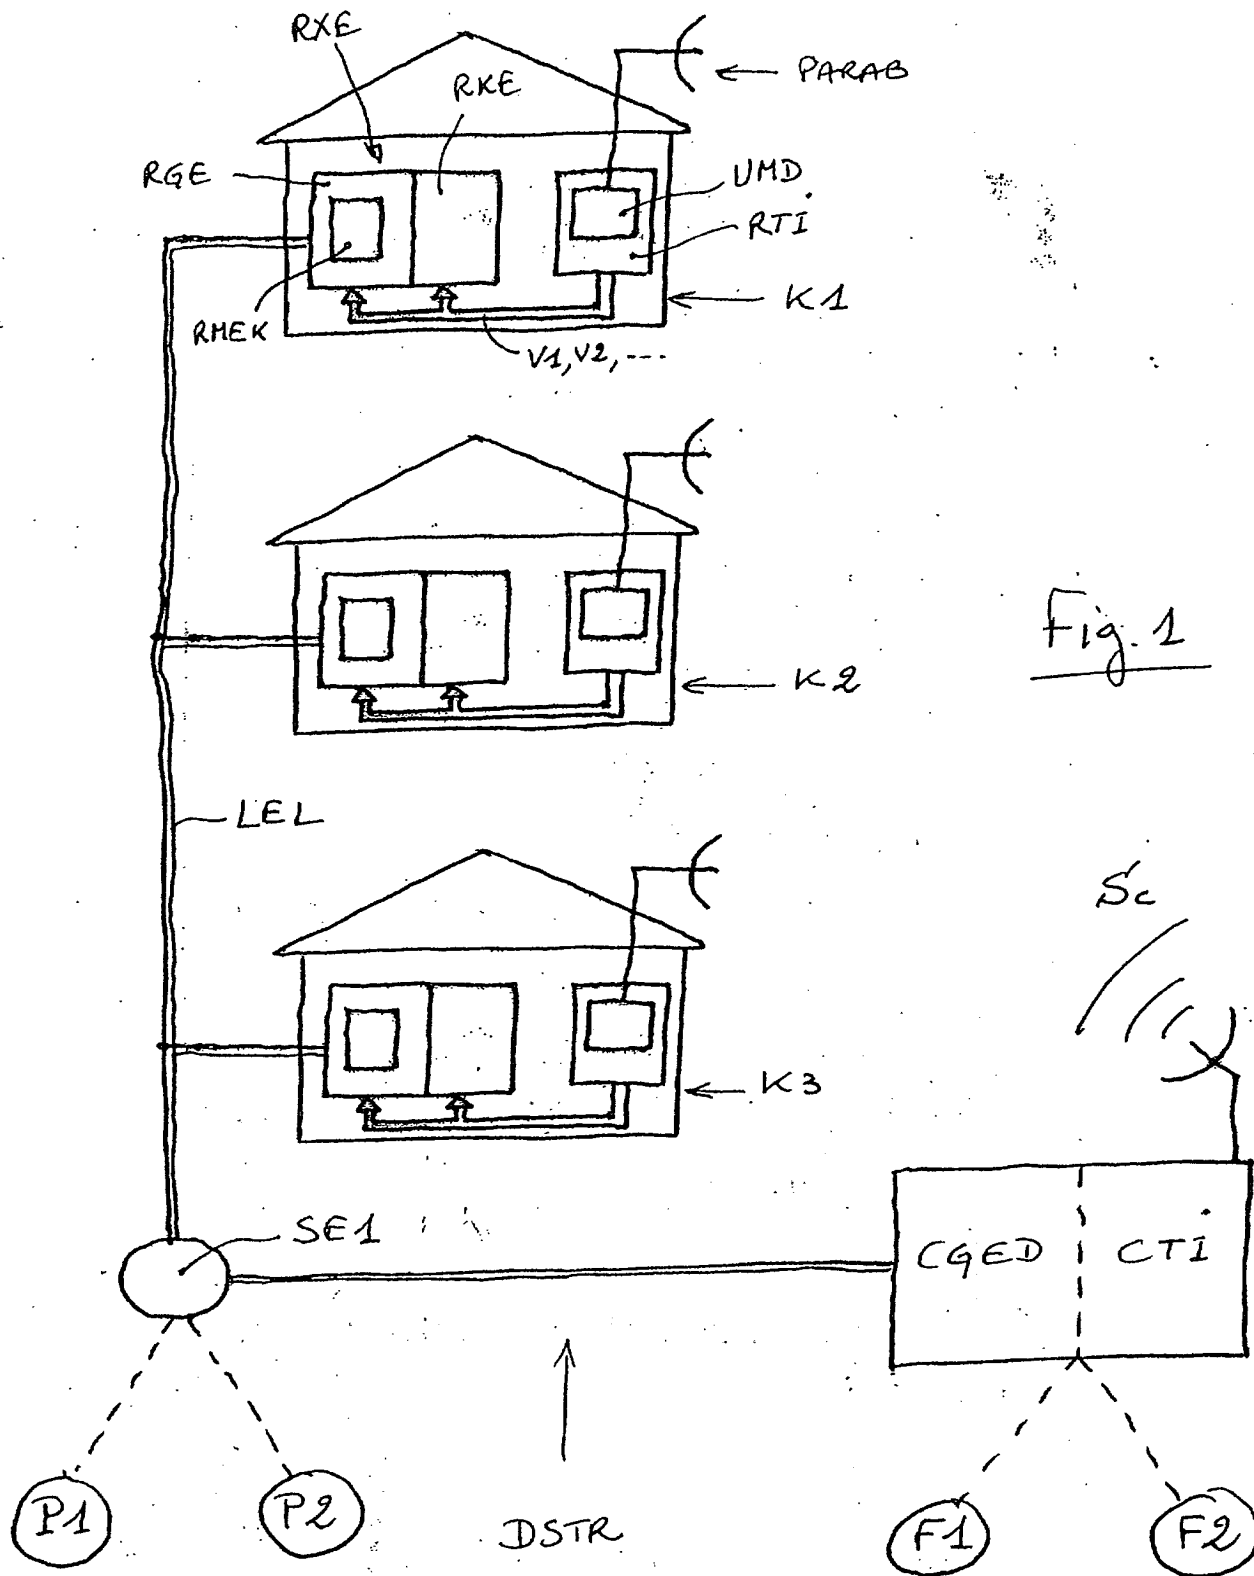 RXE
RKE
PARAB
RGE
UMD
RTI
K1
RMEK
V1, V2, ---
K2
Fig. 1
LEL
Sc
K3
SE1
CGED
CTI
P1
P2
DSTR
F1
F2